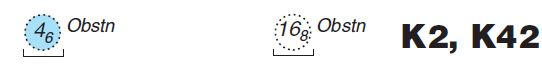 4₆ Obstn 16₈ Obstn K2, K42